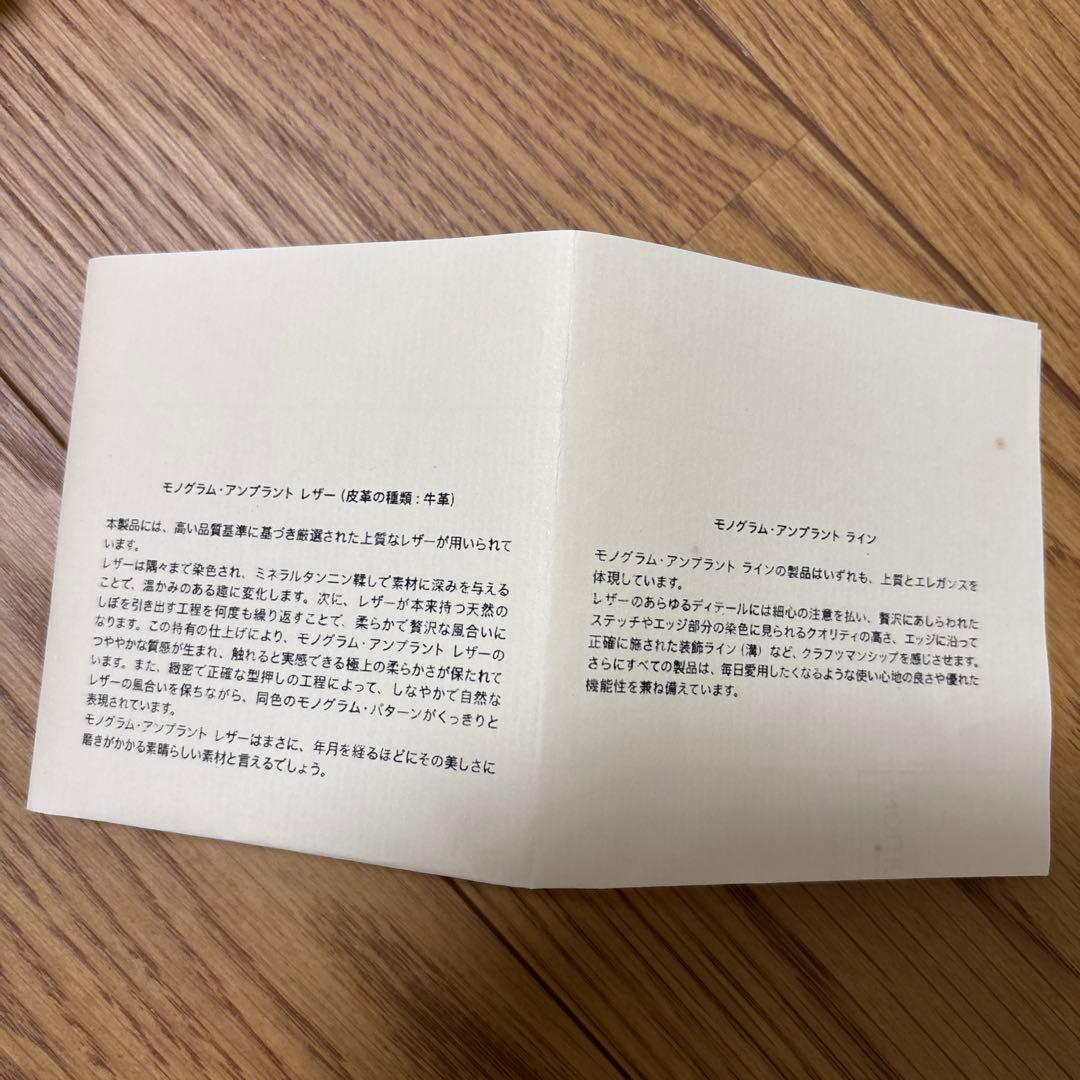 モノグラム・アンプラント レザー（皮革の種類：牛革）
本製品には、高い品質基準に基づき厳選された上質なレザーが用いられて
います。
レザーは隅々まで染色され、ミネラルタンニン鞣しで素材に深みを与える
ことで、温かみのある趣に変化します。次に、レザーが本来持つ天然の
しぼを引き出す工程を何度も繰り返すことで、柔らかで贅沢な風合いに
なります。この特有の仕上げにより、モノグラム・アンプラント レザーの
つややかな質感が生まれ、触れると実感できる極上の柔らかさが保たれて
います。また、緻密で正確な型押しの工程によって、しなやかで自然な
レザーの風合いを保ちながら、同色のモノグラム・パターンがくっきりと
表現されています。
モノグラム・アンプラント レザーはまさに、年月を経るほどにその美しさに
磨きがかかる素晴らしい素材と言えるでしょう。
モノグラム・アンプラント ライン
モノグラム・アンプラント ラインの製品はいずれも、上質とエレガンスを
体現しています。
レザーのあらゆるディテールには細心の注意を払い、贅沢にあしらわれた
ステッチやエッジ部分の染色に見られるクオリティの高さ、エッジに沿って
正確に施された装飾ライン（溝）など、クラフツマンシップを感じさせます。
さらにすべての製品は、毎日愛用したくなるような使い心地の良さや優れた
機能性を兼ね備えています。